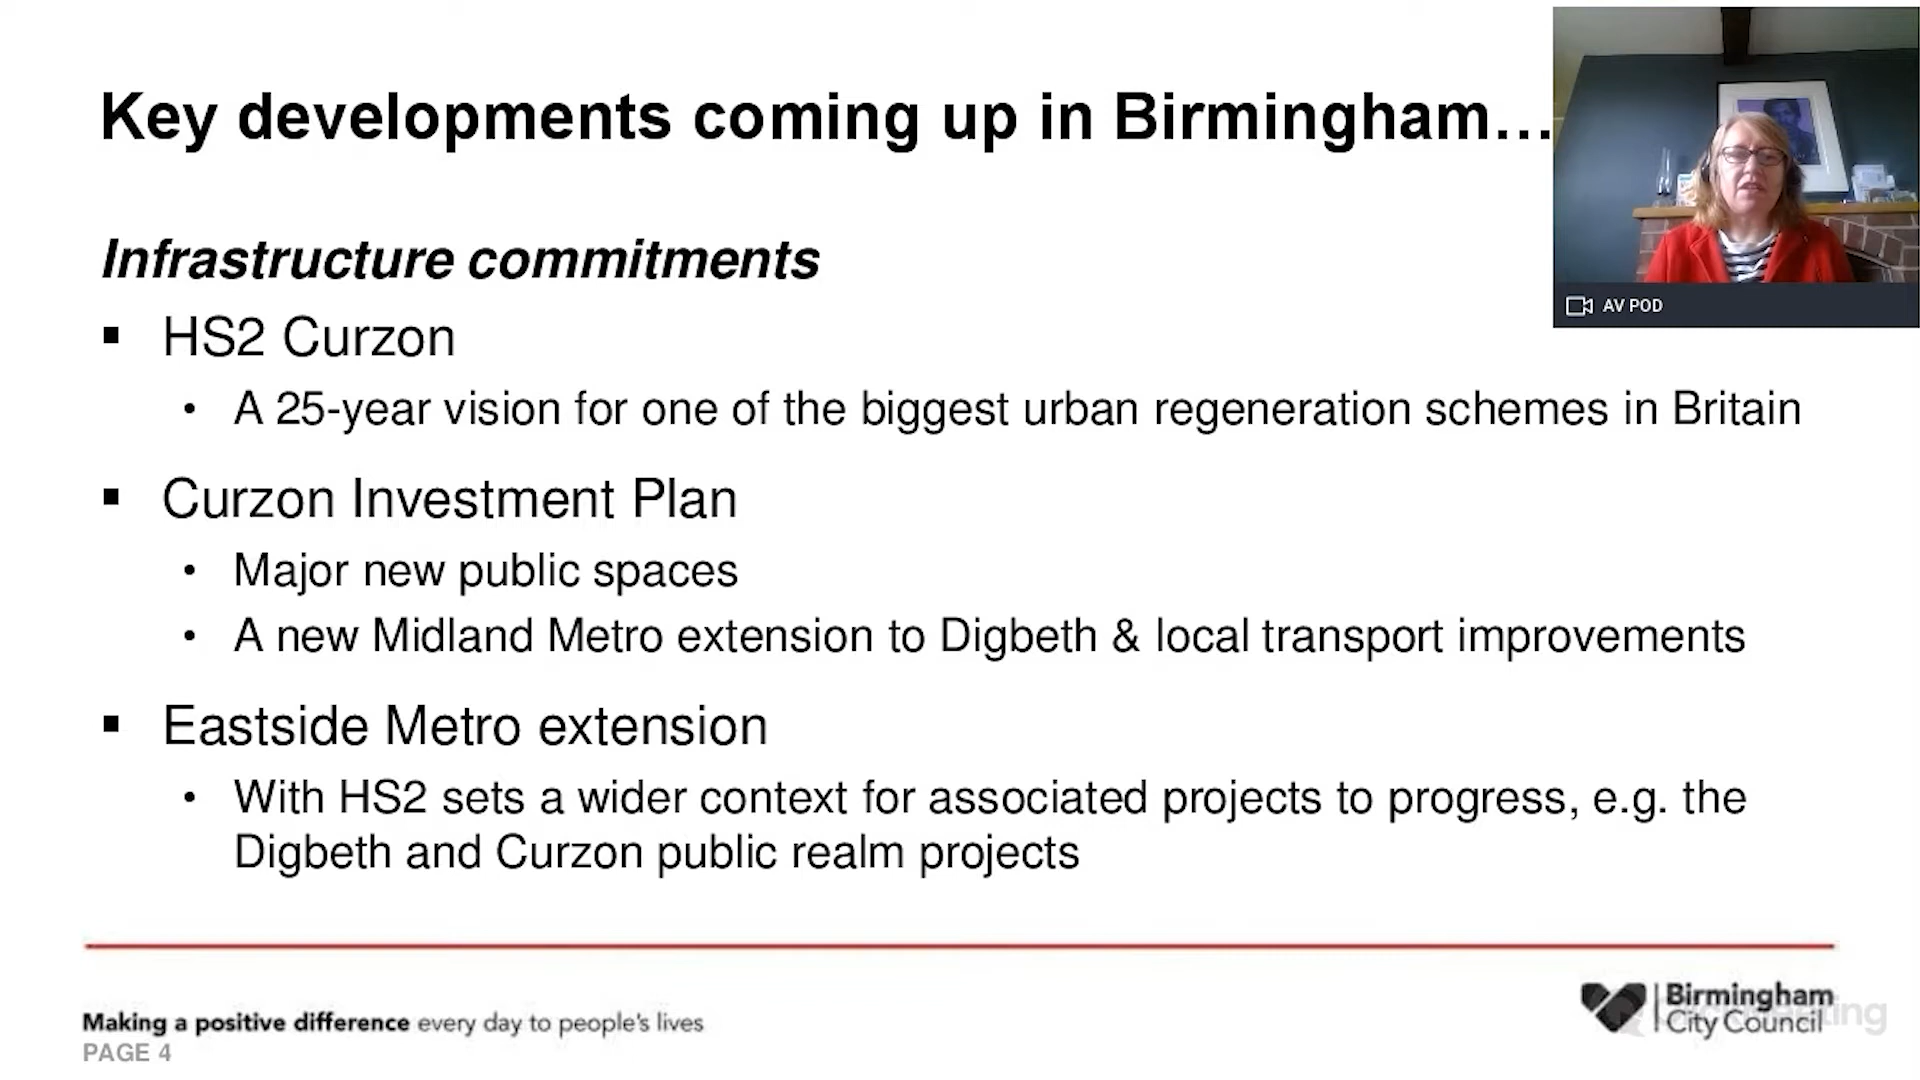 Key developments coming up in Birmingham…
AV POD
Infrastructure commitments
▪ HS2 Curzon
• A 25-year vision for one of the biggest urban regeneration schemes in Britain
▪ Curzon Investment Plan
• Major new public spaces
• A new Midland Metro extension to Digbeth & local transport improvements
▪ Eastside Metro extension
• With HS2 sets a wider context for associated projects to progress, e.g. the
Digbeth and Curzon public realm projects
Making a positive difference every day to people's lives
PAGE 4
Birmingham
City Council